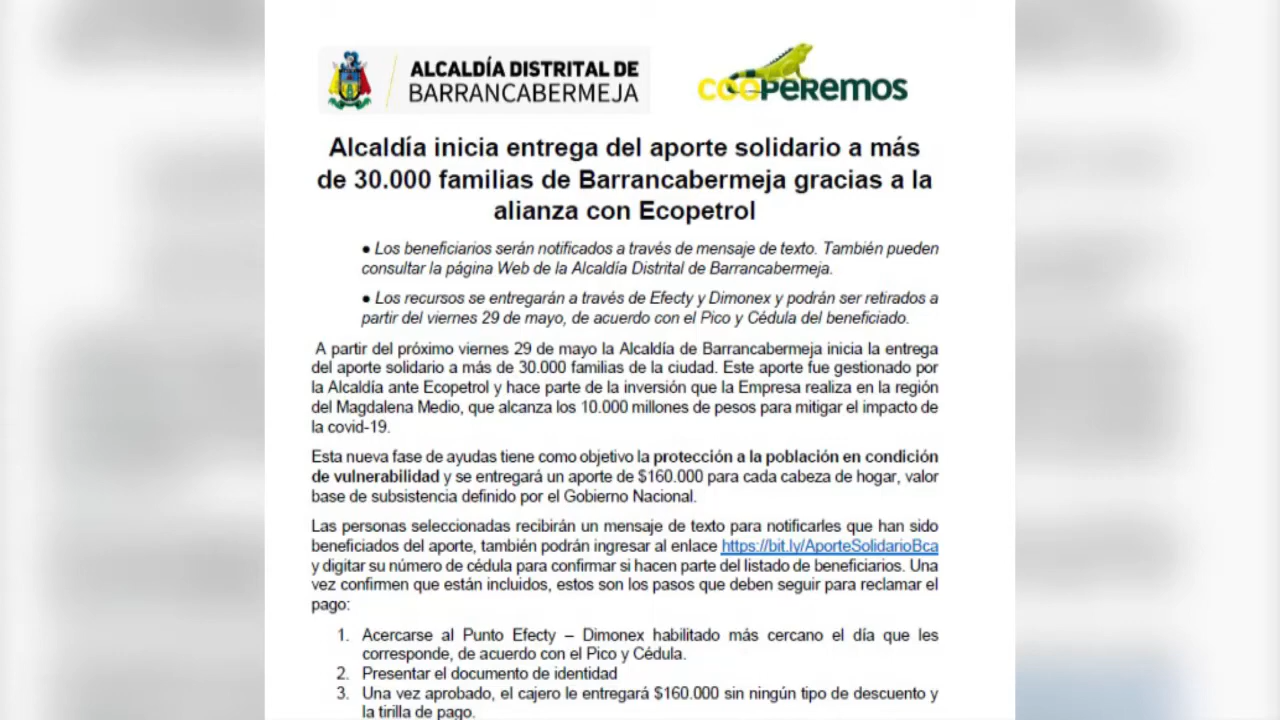 ALCALDÍA DISTRITAL DE
BARRANCABERMEJA
COOPEREMOS
Alcaldía inicia entrega del aporte solidario a más
de 30.000 familias de Barrancabermeja gracias a la
alianza con Ecopetrol
● Los beneficiarios serán notificados a través de mensaje de texto. También pueden
consultar la página Web de la Alcaldía Distrital de Barrancabermeja.
● Los recursos se entregarán a través de Efecty y Dimonex y podrán ser retirados a
partir del viernes 29 de mayo, de acuerdo con el Pico y Cédula del beneficiado.
A partir del próximo viernes 29 de mayo la Alcaldía de Barrancabermeja inicia la entrega
del aporte solidario a más de 30.000 familias de la ciudad. Este aporte fue gestionado por
la Alcaldía ante Ecopetrol y hace parte de la inversión que la Empresa realiza en la región
del Magdalena Medio, que alcanza los 10.000 millones de pesos para mitigar el impacto de
la covid-19.
Esta nueva fase de ayudas tiene como objetivo la protección a la población en condición
de vulnerabilidad y se entregará un aporte de $160.000 para cada cabeza de hogar, valor
base de subsistencia definido por el Gobierno Nacional.
Las personas seleccionadas recibirán un mensaje de texto para notificarles que han sido
beneficiados del aporte, también podrán ingresar al enlace https://bit.ly/AporteSolidarioBca
y digitar su número de cédula para confirmar si hacen parte del listado de beneficiarios. Una
vez confirmen que están incluidos, estos son los pasos que deben seguir para reclamar el
pago:
1. Acercarse al Punto Efecty – Dimonex habilitado más cercano el día que les
corresponde, de acuerdo con el Pico y Cédula.
2. Presentar el documento de identidad
3. Una vez aprobado, el cajero le entregará $160.000 sin ningún tipo de descuento y
la tirilla de pago.